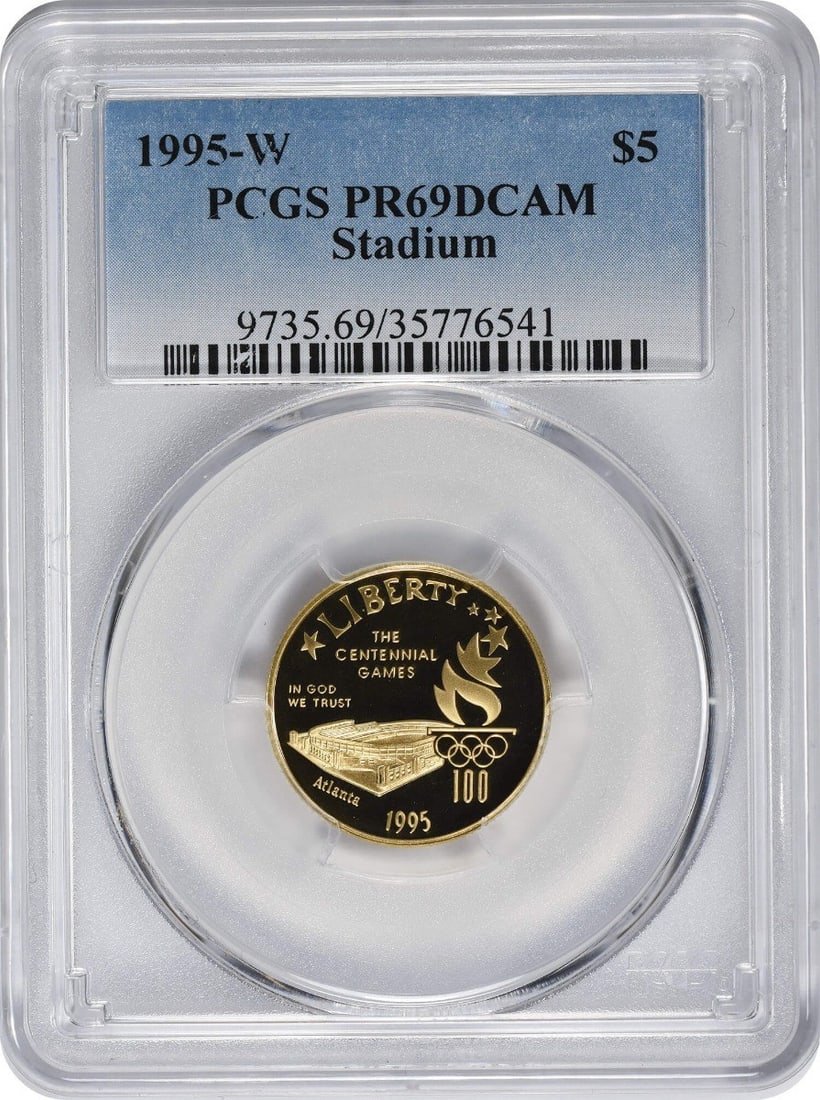 1995-W $5
PCGS PR69DCAM
Stadium
9735.69/35776541
LIBERTY
THE
CENTENNIAL
GAMES
IN GOD
WE TRUST
Atlanta
100
1995